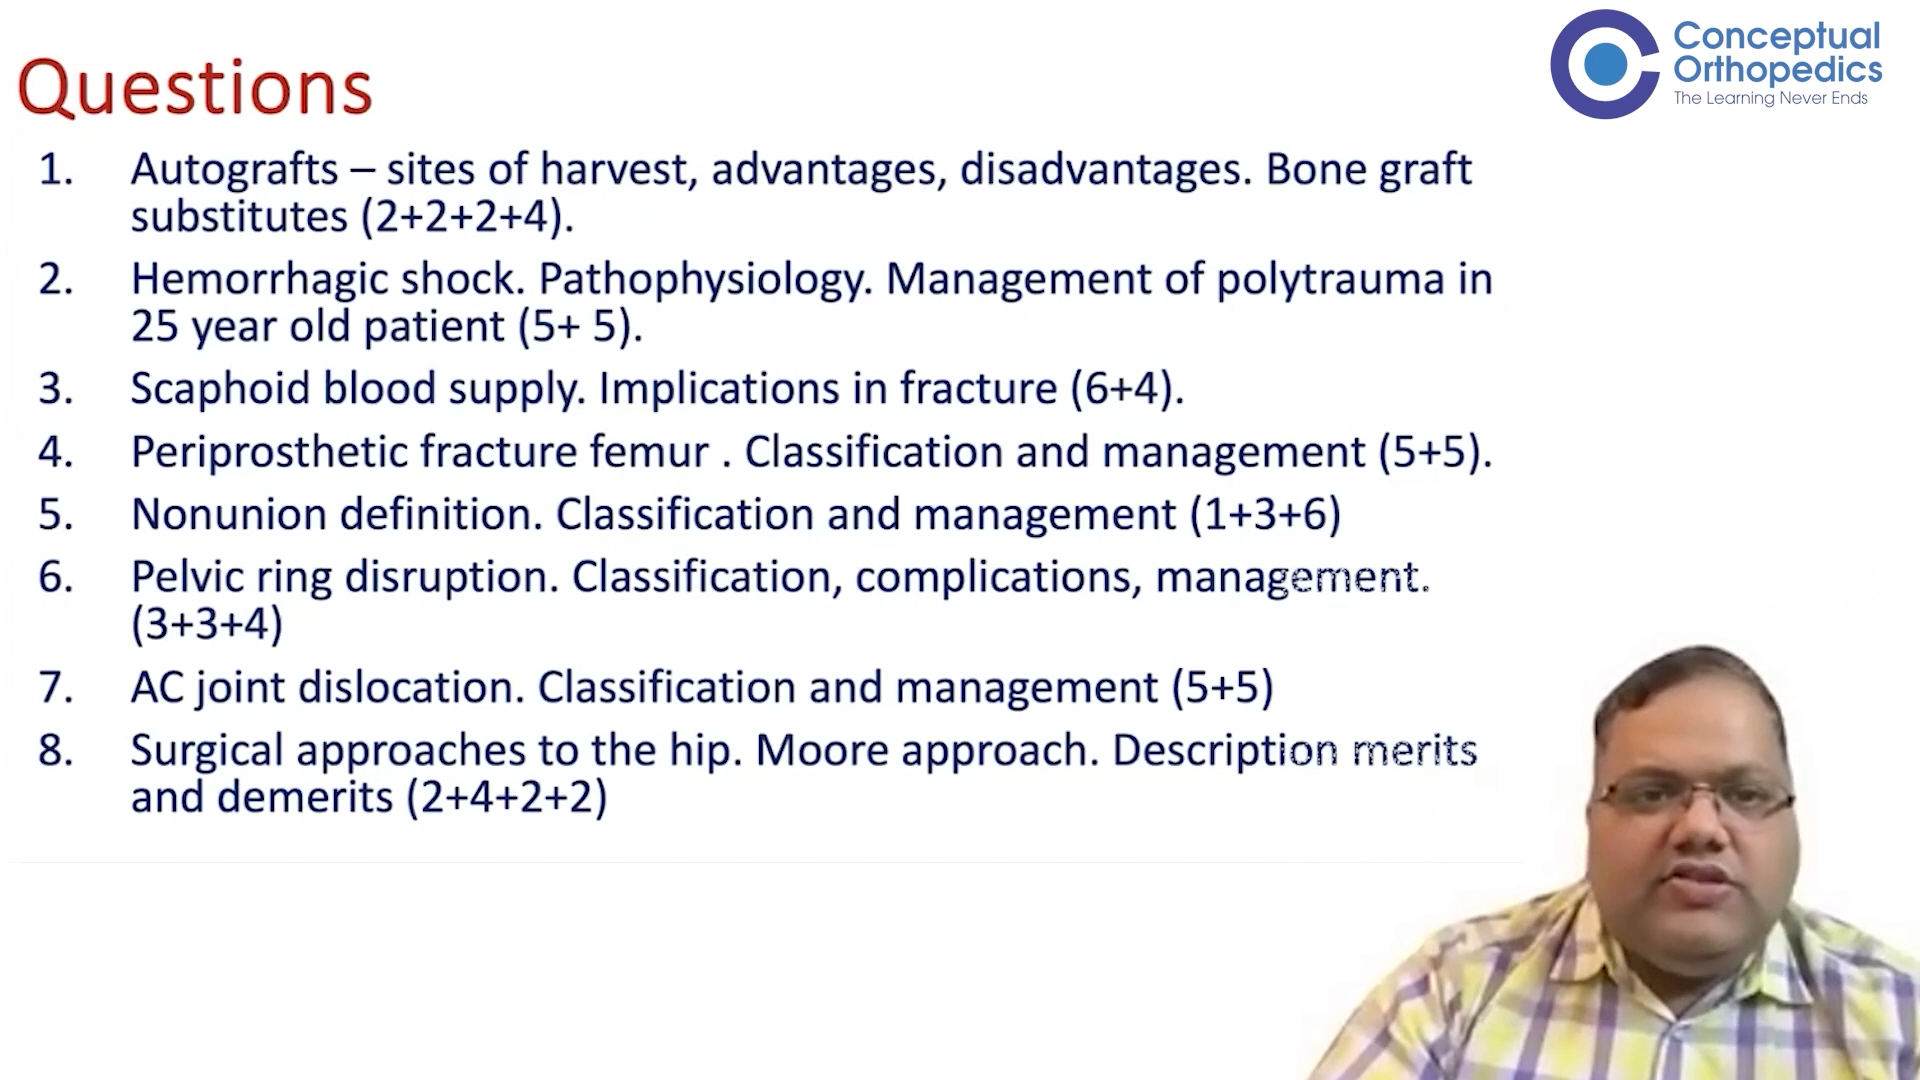 Conceptual
Orthopedics
The Learning Never Ends
Questions
1. Autografts – sites of harvest, advantages, disadvantages. Bone graft
substitutes (2+2+2+4).
2. Hemorrhagic shock. Pathophysiology. Management of polytrauma in
25 year old patient (5+ 5).
3. Scaphoid blood supply. Implications in fracture (6+4).
4. Periprosthetic fracture femur . Classification and management (5+5).
5. Nonunion definition. Classification and management (1+3+6)
6. Pelvic ring disruption. Classification, complications, management.
(3+3+4)
7. AC joint dislocation. Classification and management (5+5)
8. Surgical approaches to the hip. Moore approach. Description merits
and demerits (2+4+2+2)